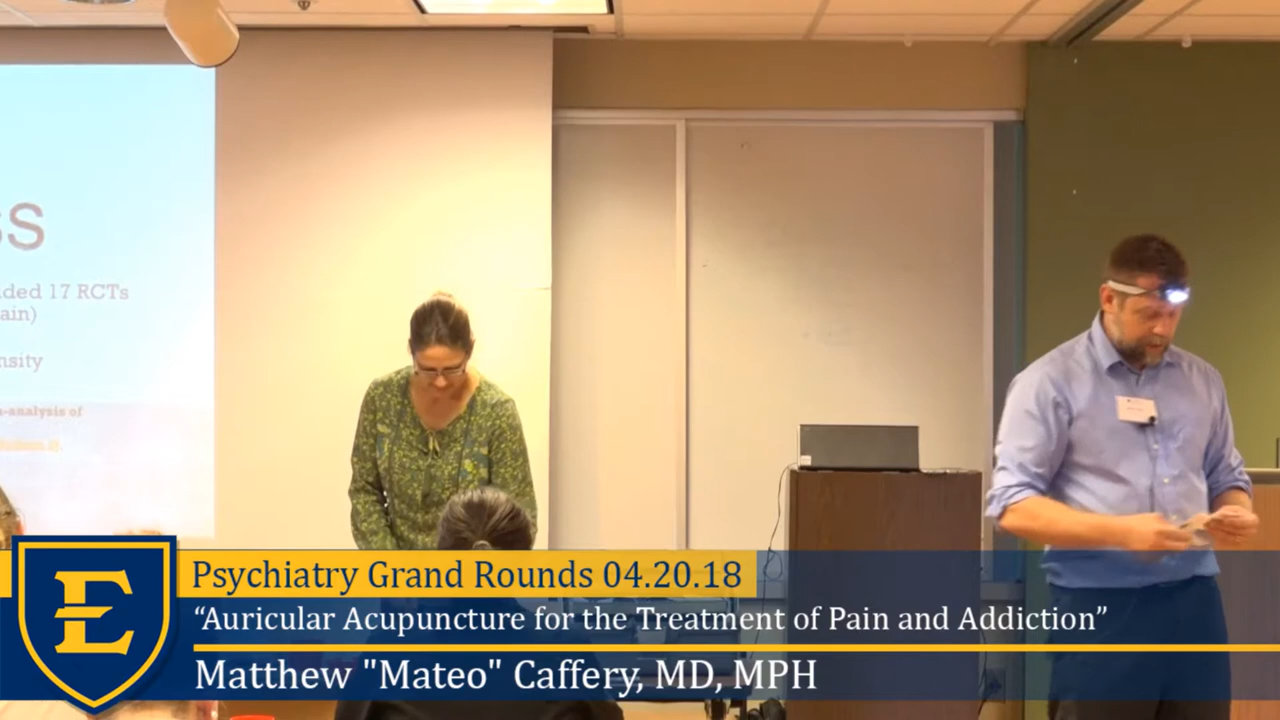 ss
ded 17 RCTs
ain)
nsity
-analysis of
E
Psychiatry Grand Rounds 04.20.18
“Auricular Acupuncture for the Treatment of Pain and Addiction”
Matthew "Mateo" Caffery, MD, MPH